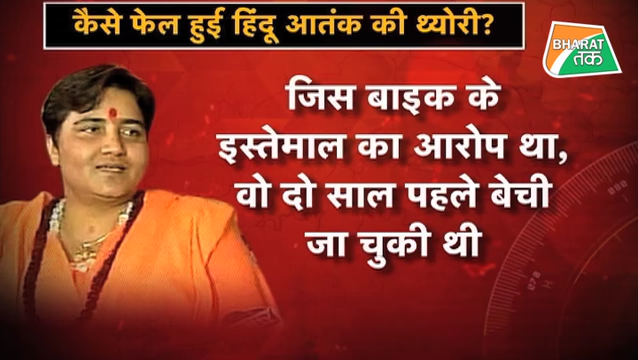 कैसे फेल हुई हिंदू आतंक की थ्योरी?
BHARAT
तक
जिस बाइक के
इस्तेमाल का आरोप था,
वो दो साल पहले बेची
जा चुकी थी